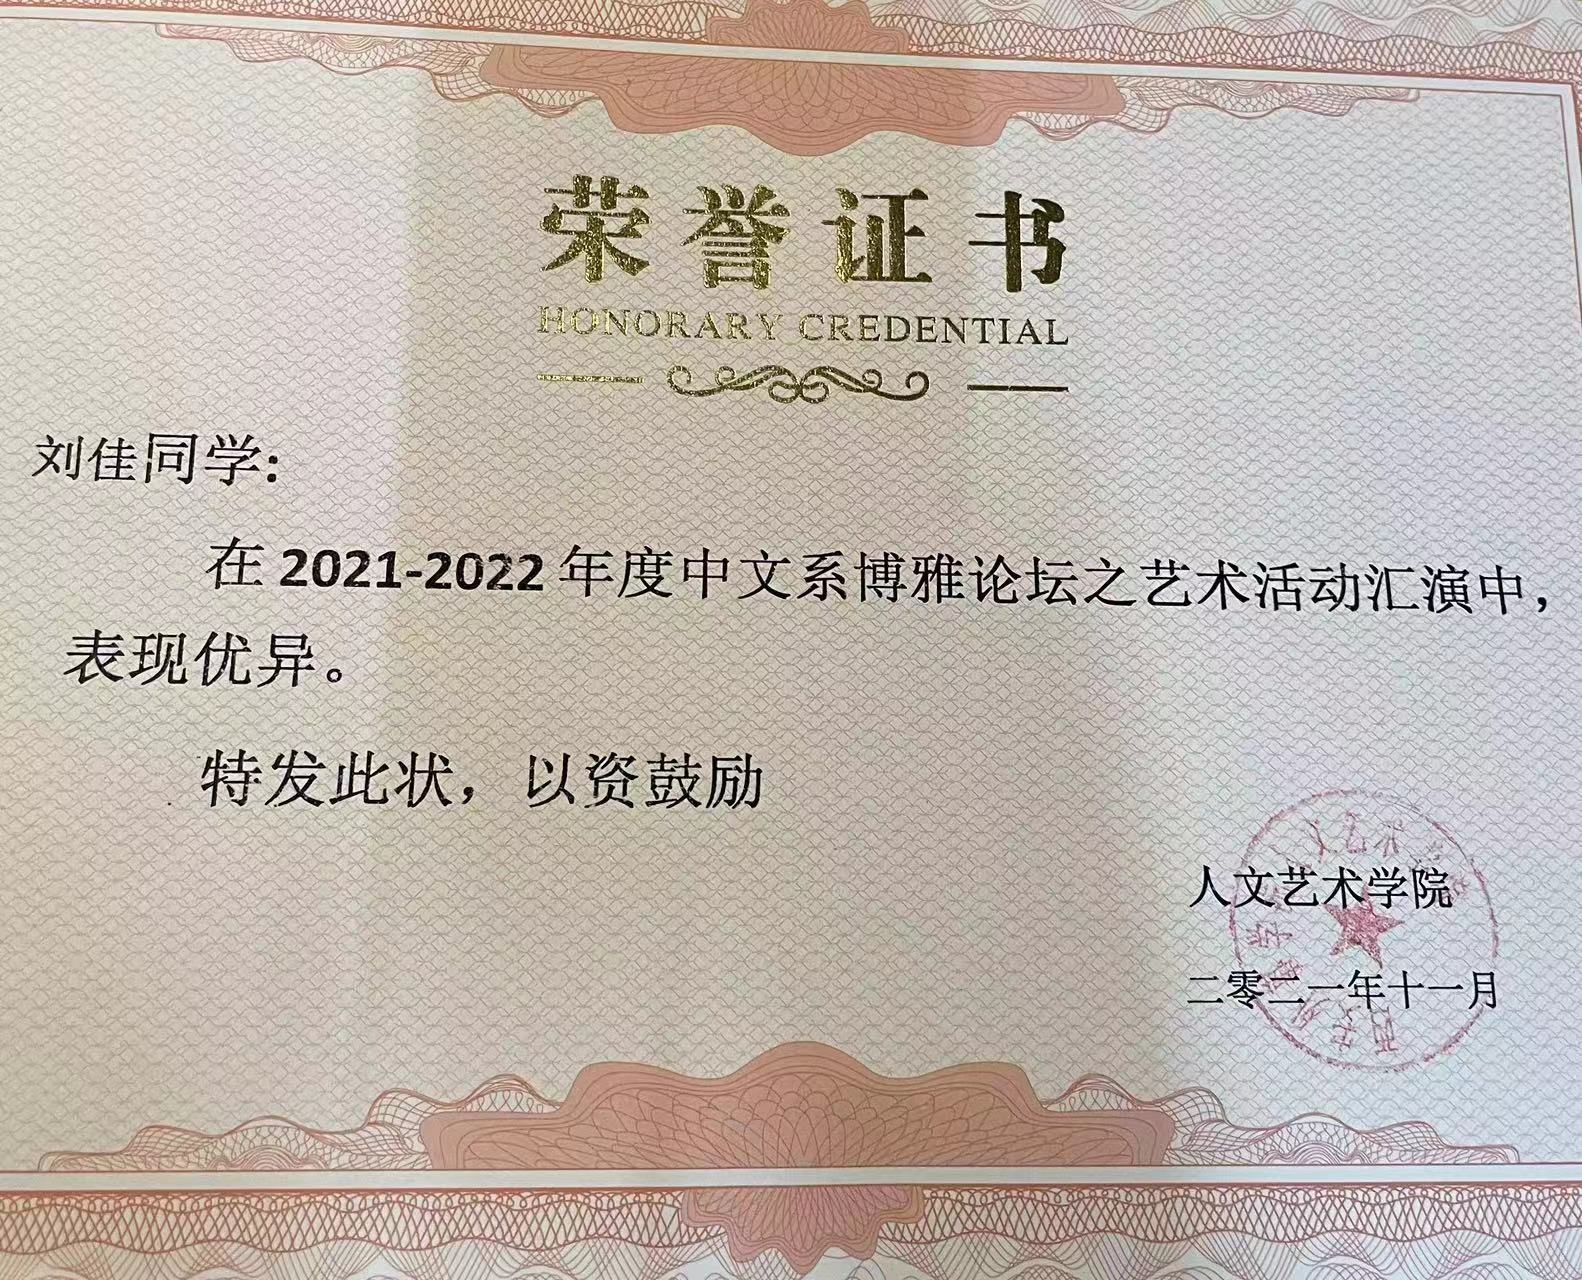 荣誉证书
HONORARY CREDENTIAL
刘佳同学:
在2021-2022年度中文系博雅论坛之艺术活动汇演中，
表现优异。
特发此状，以资鼓励
人文艺术学院
二零二一年十一月